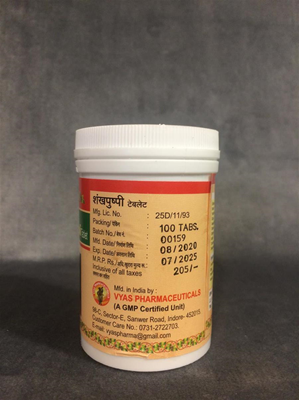 शंखपुष्पी टेबलेट
Mfg. Lic. No. : 25D/11/93
Packing/ पैकिंग : 100 TABS.
Batch No./ बैच नं. : 00159
Mfd. Date/ निर्माण तिथि : 08/2020
Exp. Date/ : 07/2025
M.R.P. Rs./ : 205/-
Inclusive of all taxes
Mfd. in India by :
VYAS PHARMACEUTICALS
(A GMP Certified Unit)
Sector-E, Sanwer Road, Indore- 452015.
Customer Care No.: 0731-2722703.
E-mail: vyaspharma@gmail.com